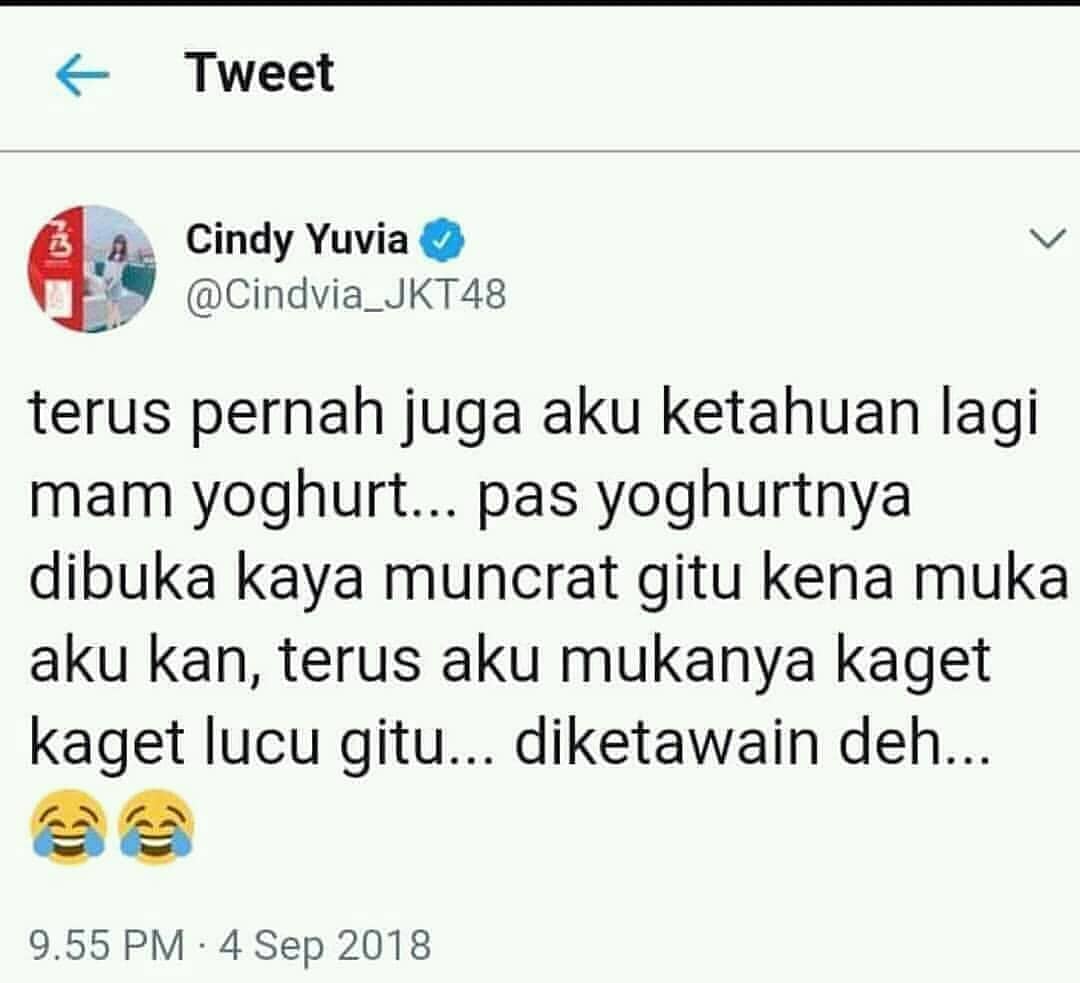 Tweet
Cindy Yuvia
@Cindvia_JKT48
terus pernah juga aku ketahuan lagi
mam yoghurt... pas yoghurtnya
dibuka kaya muncrat gitu kena muka
aku kan, terus aku mukanya kaget
kaget lucu gitu... diketawain deh...
😂😂
9.55 PM · 4 Sep 2018